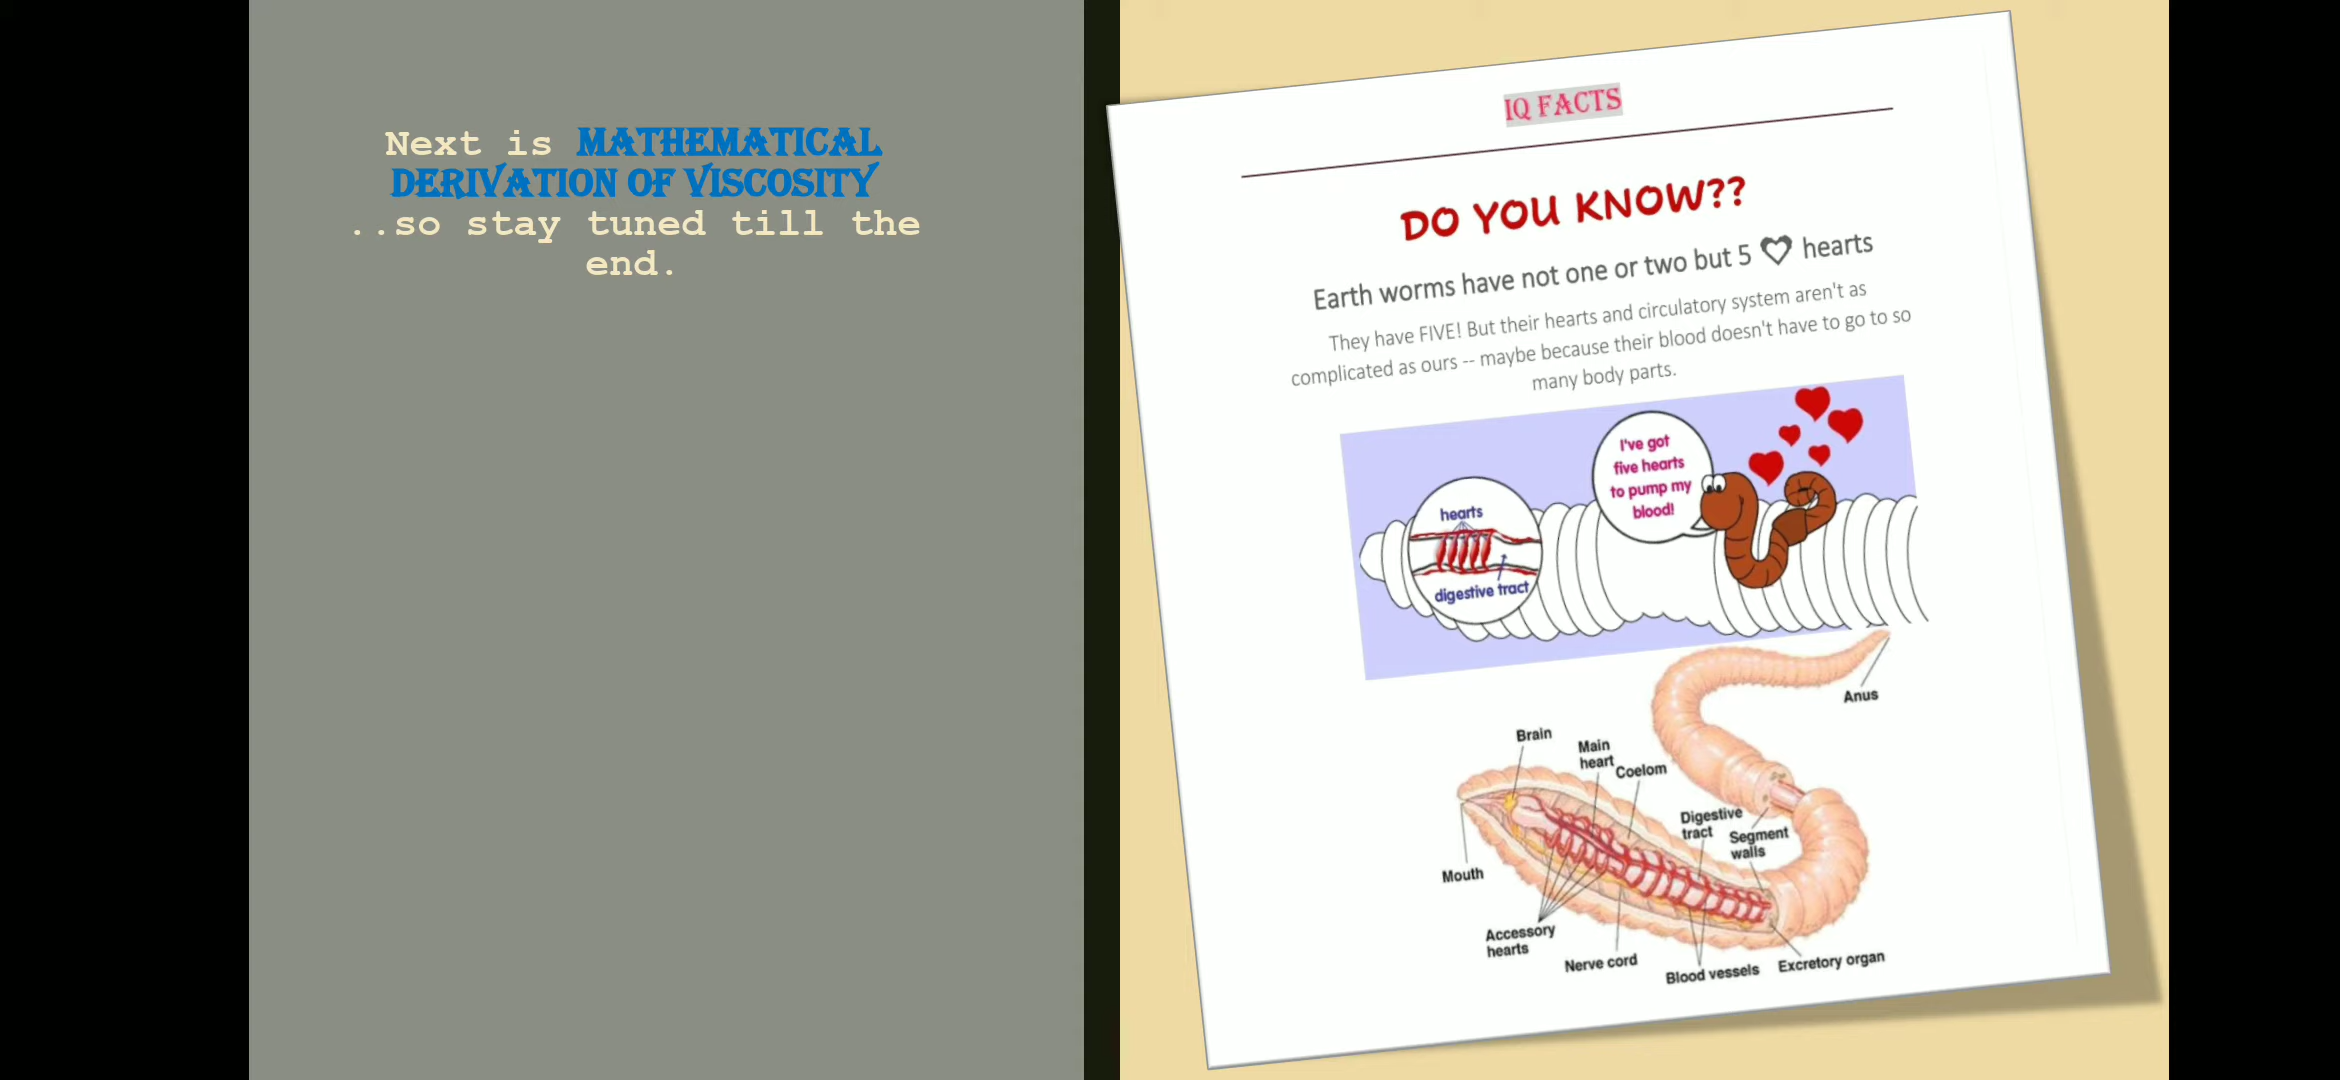 Next is MATHEMATICAL
DERIVATION OF VISCOSITY
..so stay tuned till the
end.
IQ FACTS
DO YOU KNOW??
Earth worms have not one or two but 5 hearts
They have FIVE! But their hearts and circulatory system aren't as
complicated as ours -- maybe because their blood doesn't have to go to so
many body parts.
I've got
five hearts
to pump my
blood!
hearts
digestive tract
Anus
Brain
Main
heart
Coelom
Digestive
tract
Segment
walls
Mouth
Accessory
hearts
Nerve cord
Blood vessels
Excretory organ